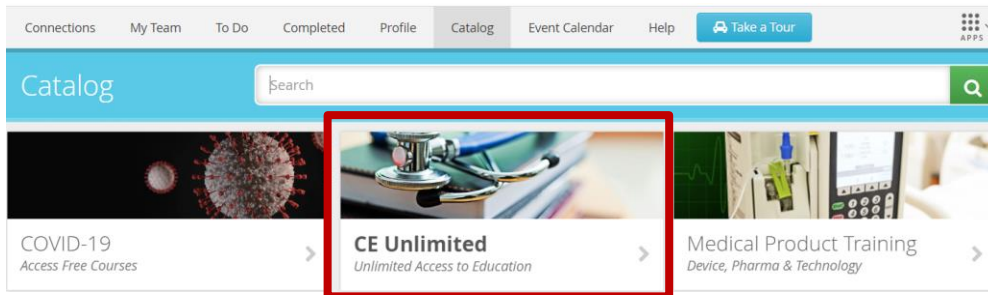 Connections My Team To Do Completed Profile Catalog Event Calendar Help Take a Tour
APPS
Catalog Search
COVID-19
Access Free Courses
CE Unlimited
Unlimited Access to Education
Medical Product Training
Device, Pharma & Technology